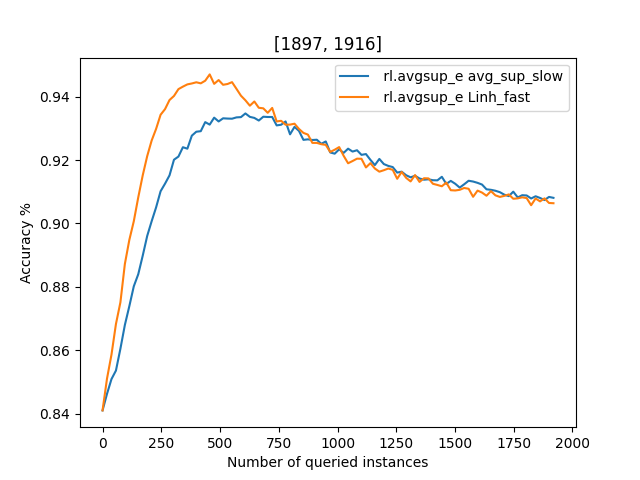 [1897, 1916]
rl.avgsup_e avg_sup_slow
rl.avgsup_e Linh_fast
Accuracy %
0.94
0.92
0.90
0.88
0.86
0.84
0 250 500 750 1000 1250 1500 1750 2000
Number of queried instances